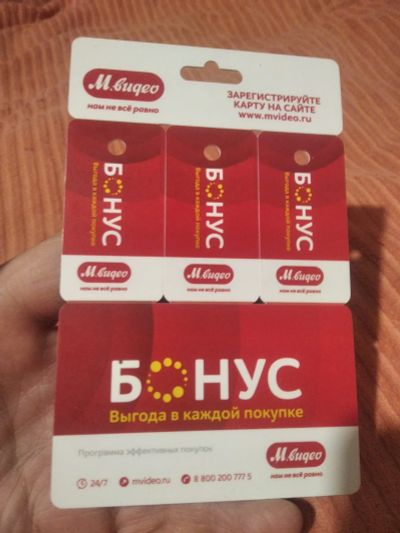 М.видео
нам не всё равно
ЗАРЕГИСТРИРУЙТЕ
КАРТУ НА САЙТЕ
www.mvideo.ru
БОНУС
Выгода в каждой покупке
М.видео
нам не всё равно
БОНУС
Выгода в каждой покупке
М.видео
нам не всё равно
БОНУС
Выгода в каждой покупке
М.видео
нам не всё равно
БОНУС
Выгода в каждой покупке
Программа эффективных покупок
М.видео
нам не всё равно
24/7 mvideo.ru 8 800 200 777 5